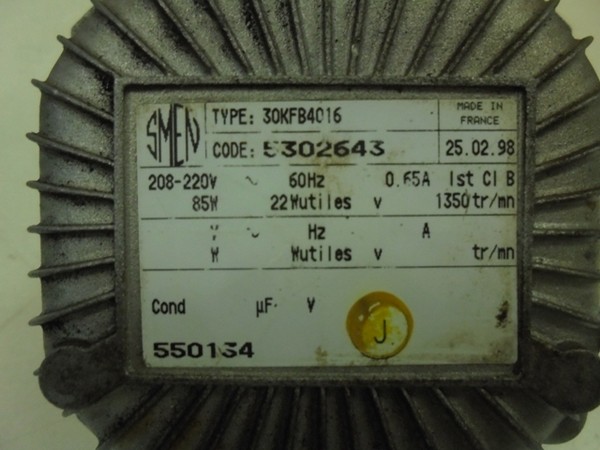 SMEN
TYPE: 30KFB4016
MADE IN
FRANCE
CODE: 5302643
25.02.98
208-220V ~ 60Hz 0.65A Ist Cl B
85W 22Wutiles v 1350tr/mn
V ~ Hz A
W Wutiles v tr/mn
Cond µF V
J
550134